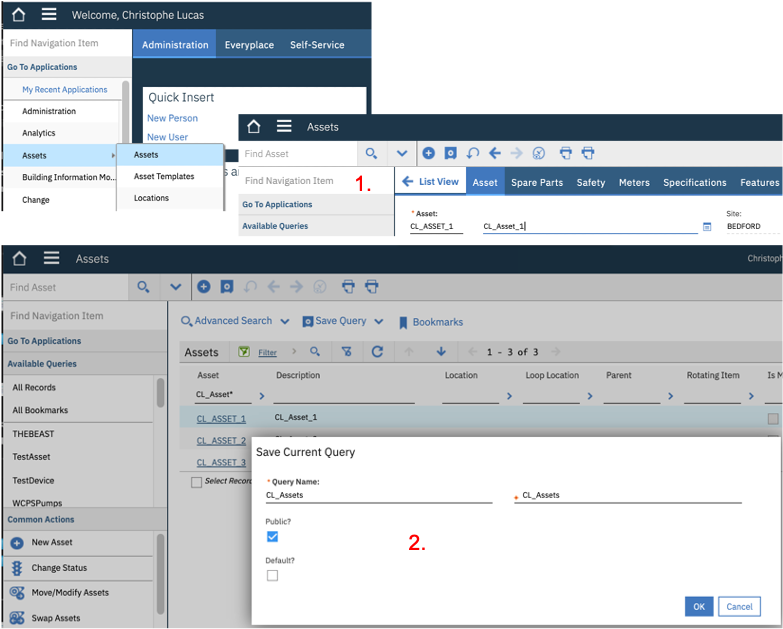 Welcome, Christophe Lucas
Find Navigation Item
Go To Applications
My Recent Applications
Administration
Analytics
Assets
Building Information Mo...
Change
Administration Everyplace Self-Service
Quick Insert
New Person
New User
Assets
Asset Templates
Locations
Assets
Find Asset
Find Navigation Item
Go To Applications
Available Queries
1.
List View Asset Spare Parts Safety Meters Specifications Features
* Asset: Site:
CL_ASSET_1 CL_Asset_1 BEDFORD
Assets Christoph
Find Asset
Find Navigation Item
Go To Applications
Available Queries
All Records
All Bookmarks
THEBEAST
TestAsset
TestDevice
WCPSPumps
Common Actions
New Asset
Change Status
Move/Modify Assets
Swap Assets
Advanced Search Save Query Bookmarks
Assets Filter 1 - 3 of 3
Asset Description Location Loop Location Parent Rotating Item Is M
CL_Asset*
CL_ASSET_1 CL_Asset_1
CL_ASSET_2
CL_ASSET_3
Select Record
Save Current Query
* Query Name:
CL_Assets * CL_Assets
Public?
2.
Default?
OK Cancel